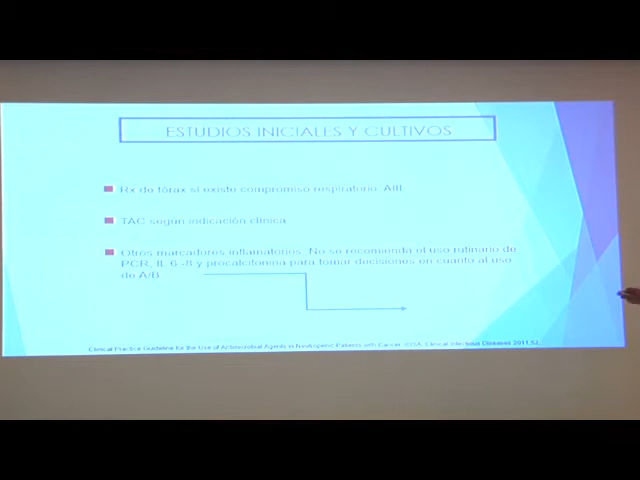 ESTUDIOS INICIALES Y CULTIVOS
Rx de tórax si existe compromiso respiratorio. AIII.
TAC según indicación clínica.
Otros marcadores inflamatorios. No se recomienda el uso rutinario de
PCR, IL 6 -8 y procalcitonina para tomar decisiones en cuanto al uso
de A/B.
Clinical Practice Guideline for the Use of Actimicrobial Agents in Neutropenic Patients with Cancer. IDSA. Clinical Infectious Diseases 2011